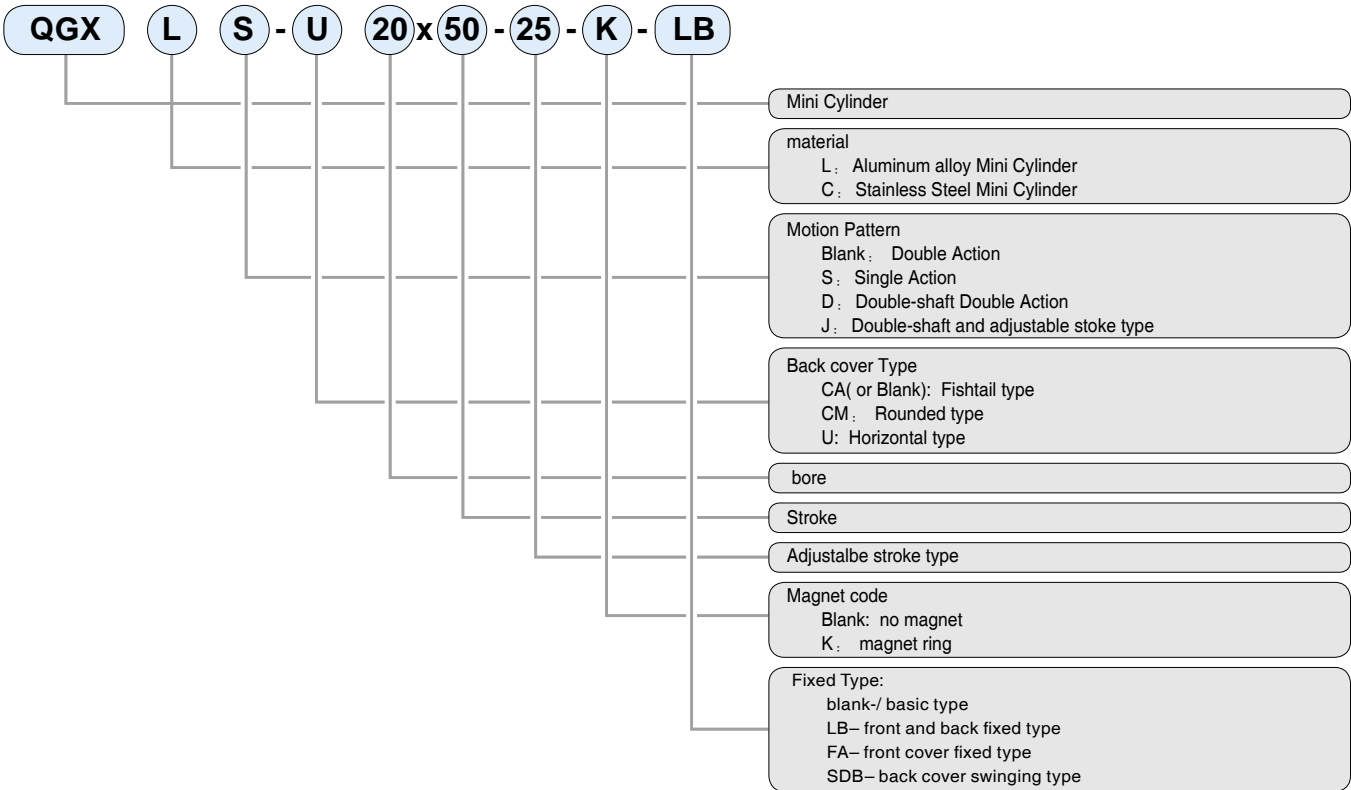 QGX L S - U 20 x 50 - 25 - K - LB
Mini Cylinder
material
L： Aluminum alloy Mini Cylinder
C： Stainless Steel Mini Cylinder
Motion Pattern
Blank： Double Action
S： Single Action
D： Double-shaft Double Action
J： Double-shaft and adjustable stoke type
Back cover Type
CA( or Blank): Fishtail type
CM： Rounded type
U: Horizontal type
bore
Stroke
Adjustalbe stroke type
Magnet code
Blank: no magnet
K： magnet ring
Fixed Type:
blank-/ basic type
LB– front and back fixed type
FA– front cover fixed type
SDB– back cover swinging type